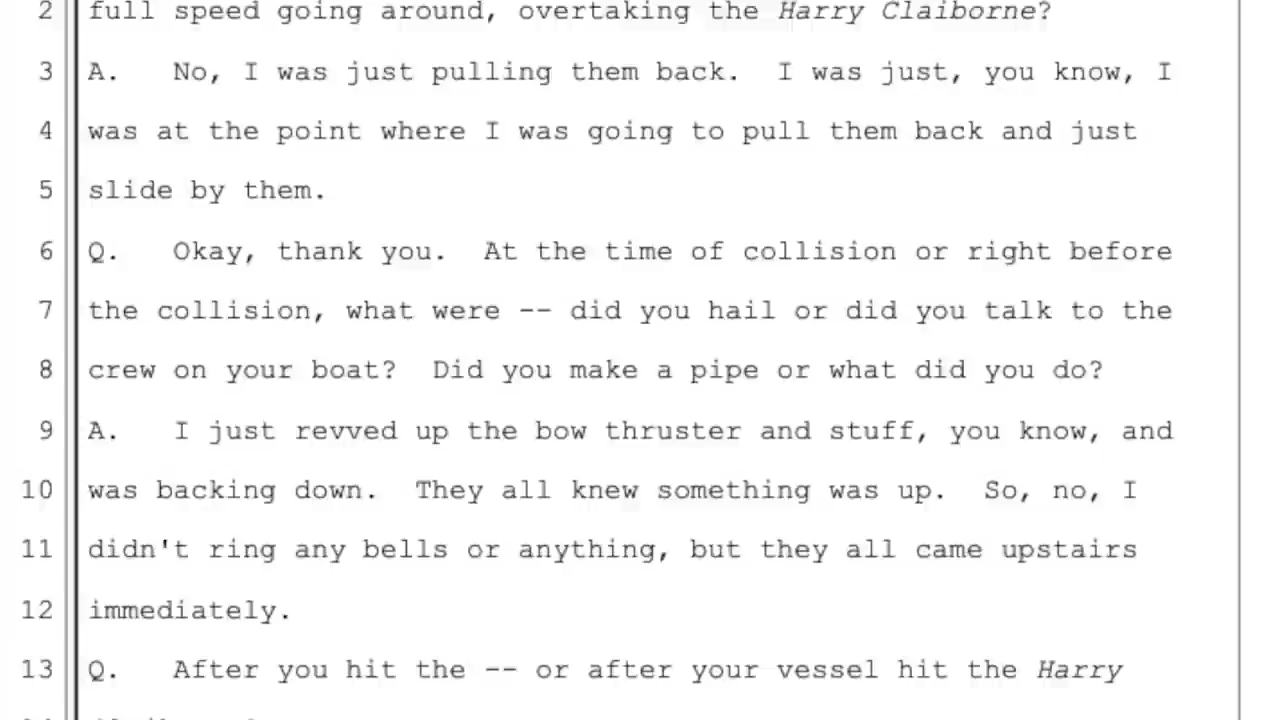 2 full speed going around, overtaking the Harry Claiborne?
3 A. No, I was just pulling them back. I was just, you know, I
4 was at the point where I was going to pull them back and just
5 slide by them.
6 Q. Okay, thank you. At the time of collision or right before
7 the collision, what were -- did you hail or did you talk to the
8 crew on your boat? Did you make a pipe or what did you do?
9 A. I just revved up the bow thruster and stuff, you know, and
10 was backing down. They all knew something was up. So, no, I
11 didn't ring any bells or anything, but they all came upstairs
12 immediately.
13 Q. After you hit the -- or after your vessel hit the Harry